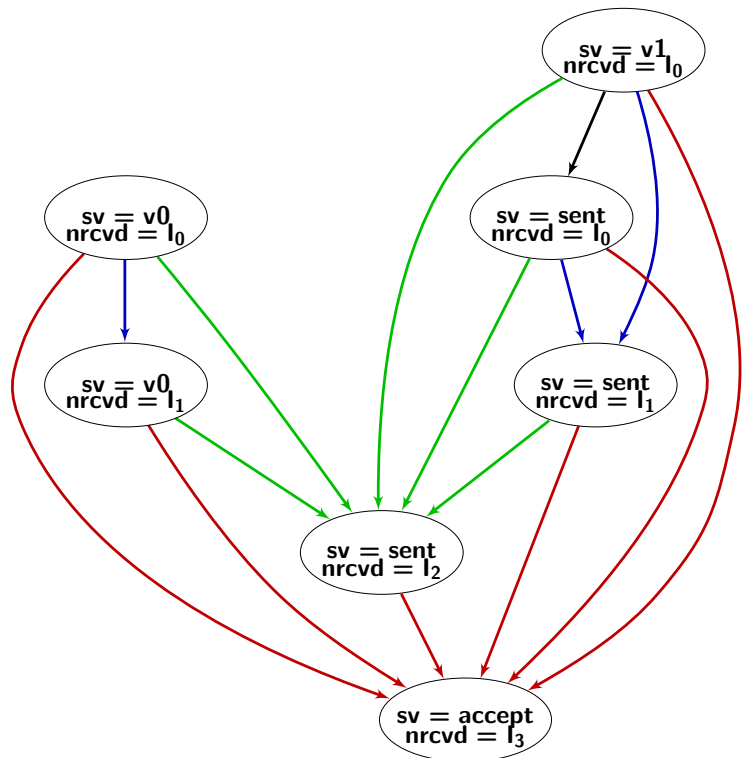 sv = v1
nrcvd = I₀
sv = v0
nrcvd = I₀
sv = sent
nrcvd = I₀
sv = v0
nrcvd = I₁
sv = sent
nrcvd = I₁
sv = sent
nrcvd = I₂
sv = accept
nrcvd = I₃